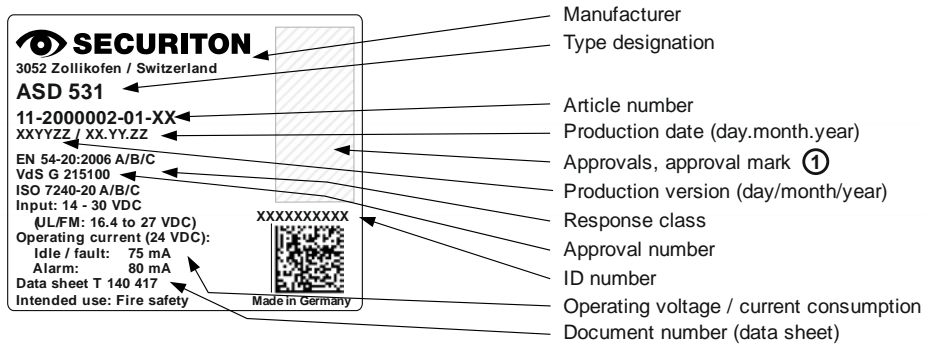 SECURITON
3052 Zollikofen / Switzerland
ASD 531
11-2000002-01-XX
XXYYZZ / XX.YY.ZZ
EN 54-20:2006 A/B/C
VdS G 215100
ISO 7240-20 A/B/C
Input: 14 - 30 VDC
(UL/FM: 16.4 to 27 VDC)
Operating current (24 VDC):
Idle / fault: 75 mA
Alarm: 80 mA
Data sheet T 140 417
Intended use: Fire safety
XXXXXXXXXX
Made in Germany
Manufacturer
Type designation
Article number
Production date (day.month.year)
Approvals, approval mark 1
Production version (day/month/year)
Response class
Approval number
ID number
Operating voltage / current consumption
Document number (data sheet)